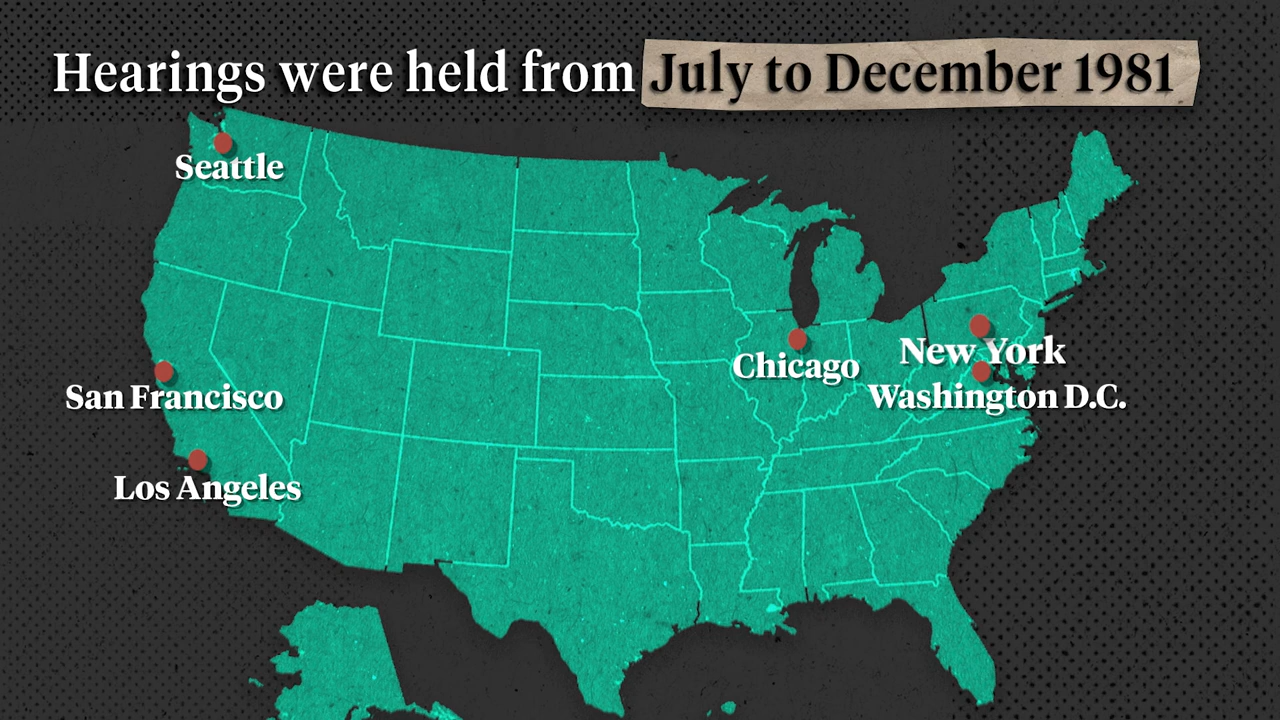 Hearings were held from July to December 1981
Seattle
Chicago
New York
San Francisco
Washington D.C.
Los Angeles